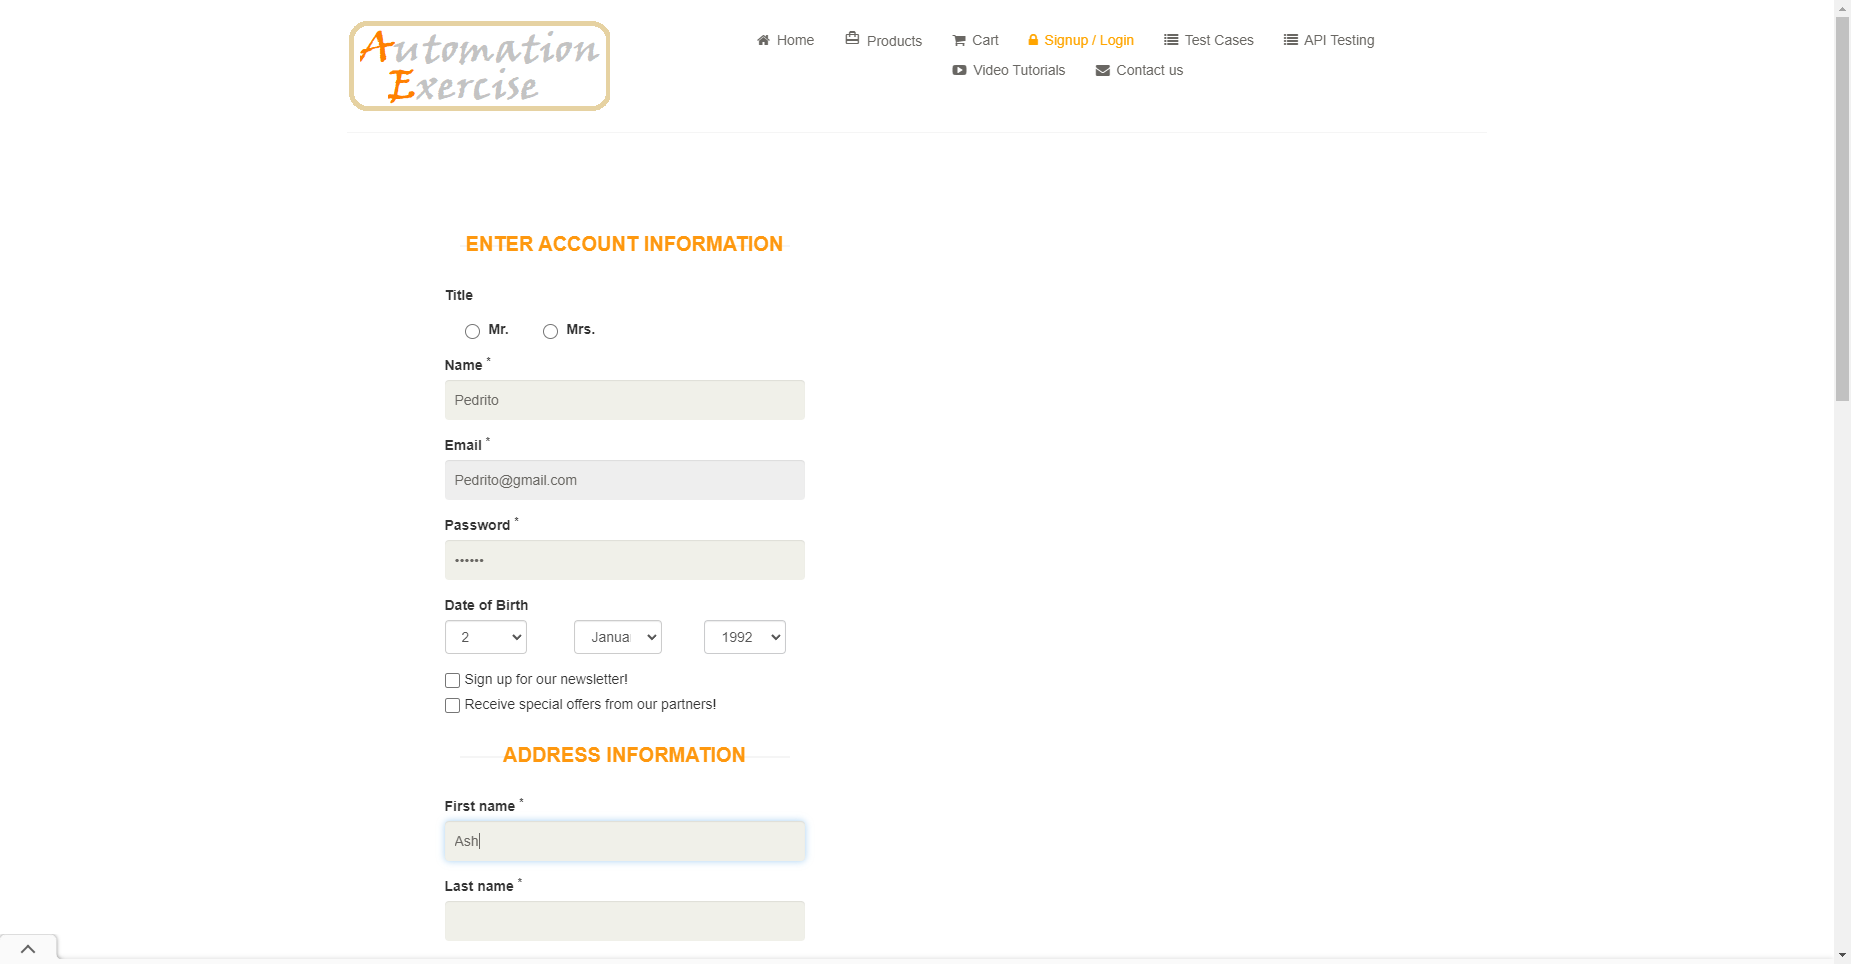 Automation
Exercise
Home
Products
Cart
Signup / Login
Test Cases
API Testing
Video Tutorials
Contact us
ENTER ACCOUNT INFORMATION
Title
Mr.
Mrs.
Name *
Pedrito
Email *
Pedrito@gmail.com
Password *
••••••
Date of Birth
2
Janua
1992
Sign up for our newsletter!
Receive special offers from our partners!
ADDRESS INFORMATION
First name *
Ash
Last name *